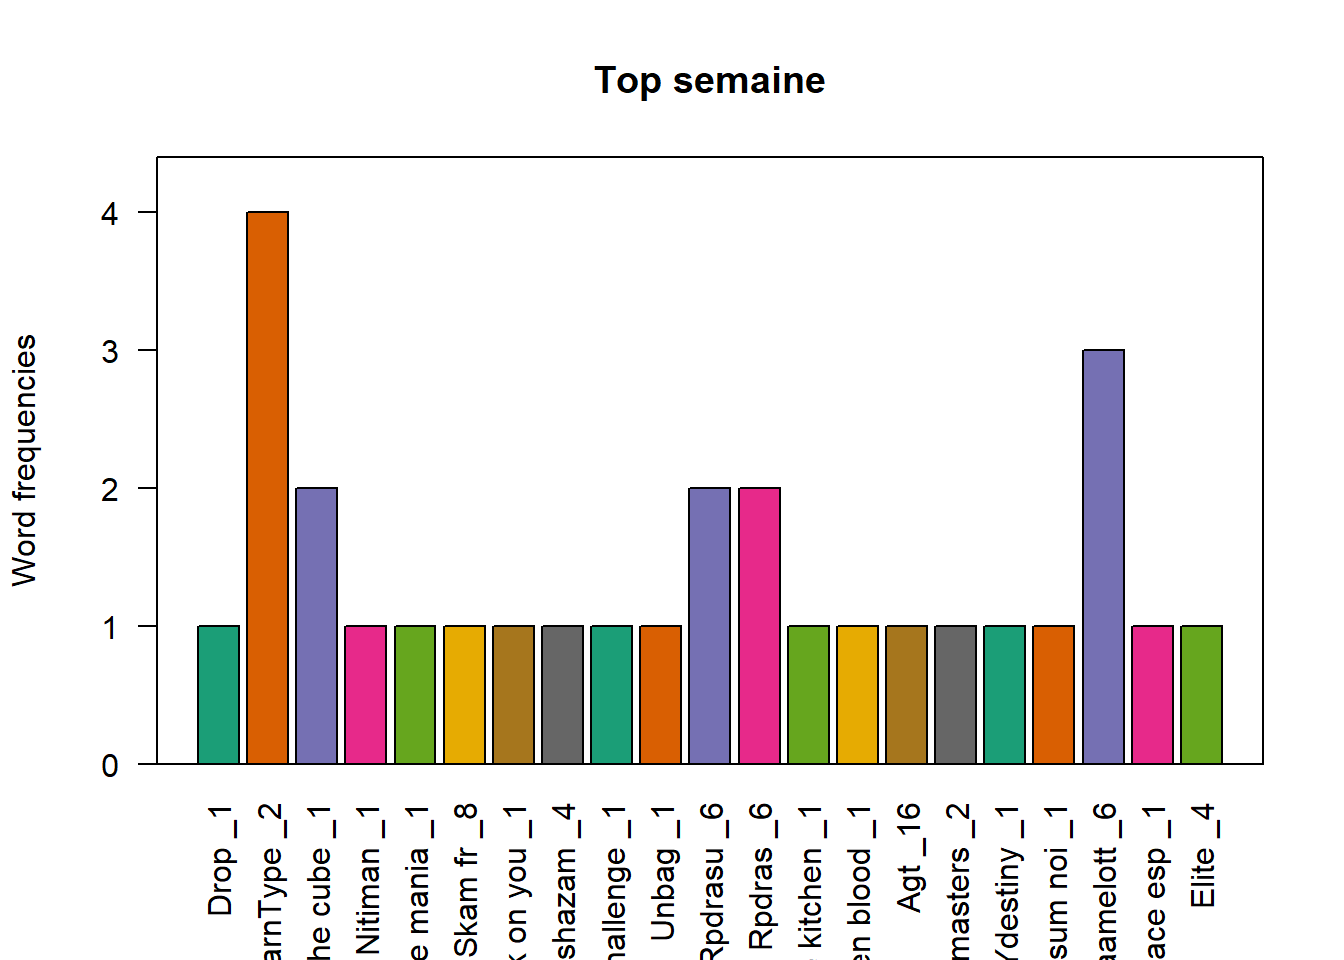 Top semaine
Word frequencies
4
3
2
1
0
Drop _1
arnType _2
he cube _1
Nitiman _1
e mania _1
Skam fr _8
k on you _1
shazam _4
hallenge _1
Unbag _1
Rpdrasu _6
Rpdras _6
kitchen _1
en blood _1
Agt _16
masters _2
Ydestiny _1
sum noi _1
aamelott _6
ace esp _1
Elite _4